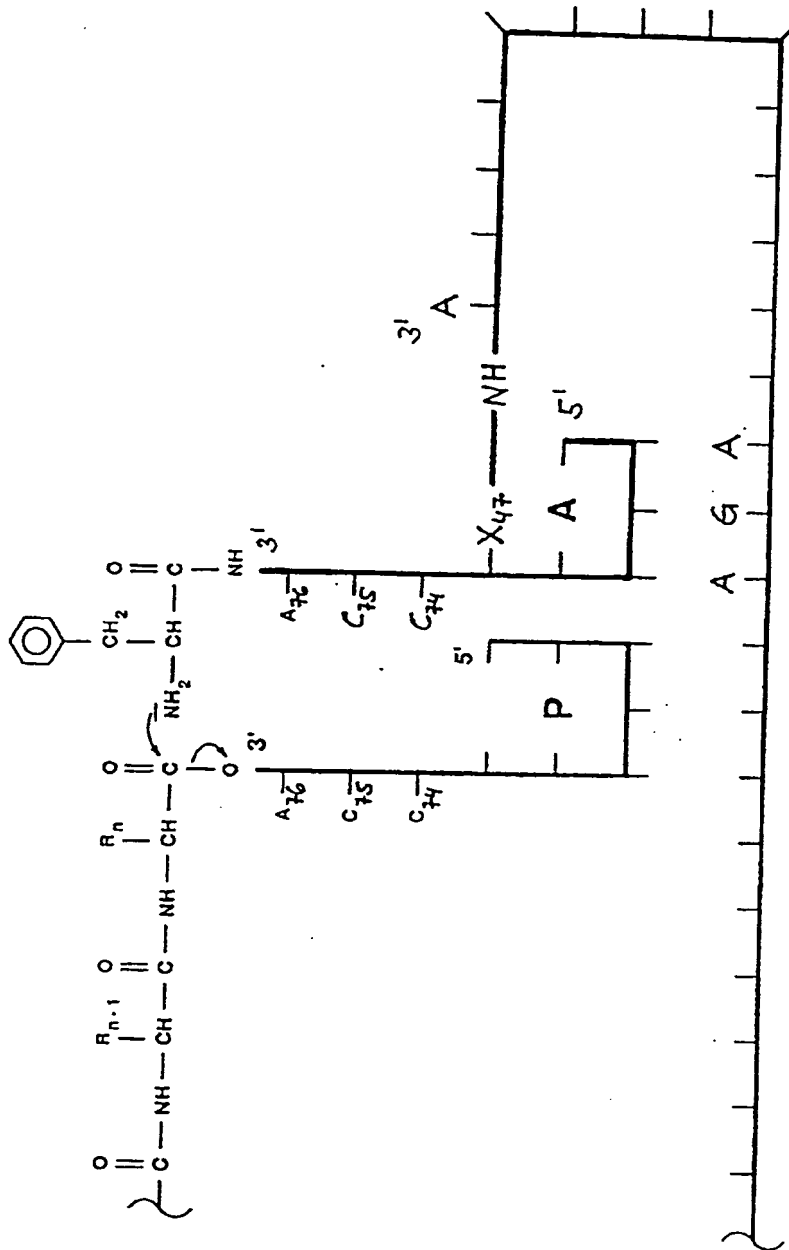 O R n-1 O R n O CH₂ O
C — NH — CH — C — NH — CH — C NH₂ — CH — C
O NH
3' 3'
A76 A76
C75 C75
C74 C74
3'
A
5' X47 — NH
P A 5'
A G A